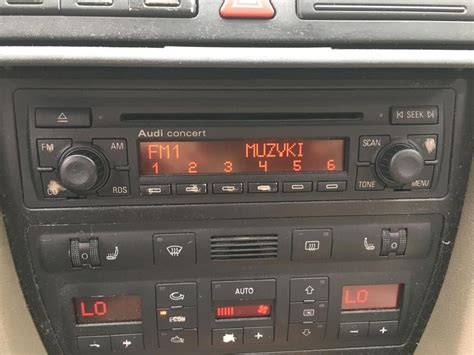 SEEK
Audi concert
FM AM
SCAN
FM1 MUZYKI
1 2 3 4 5 6
RDS
TONE MENU
AUTO
LO LO